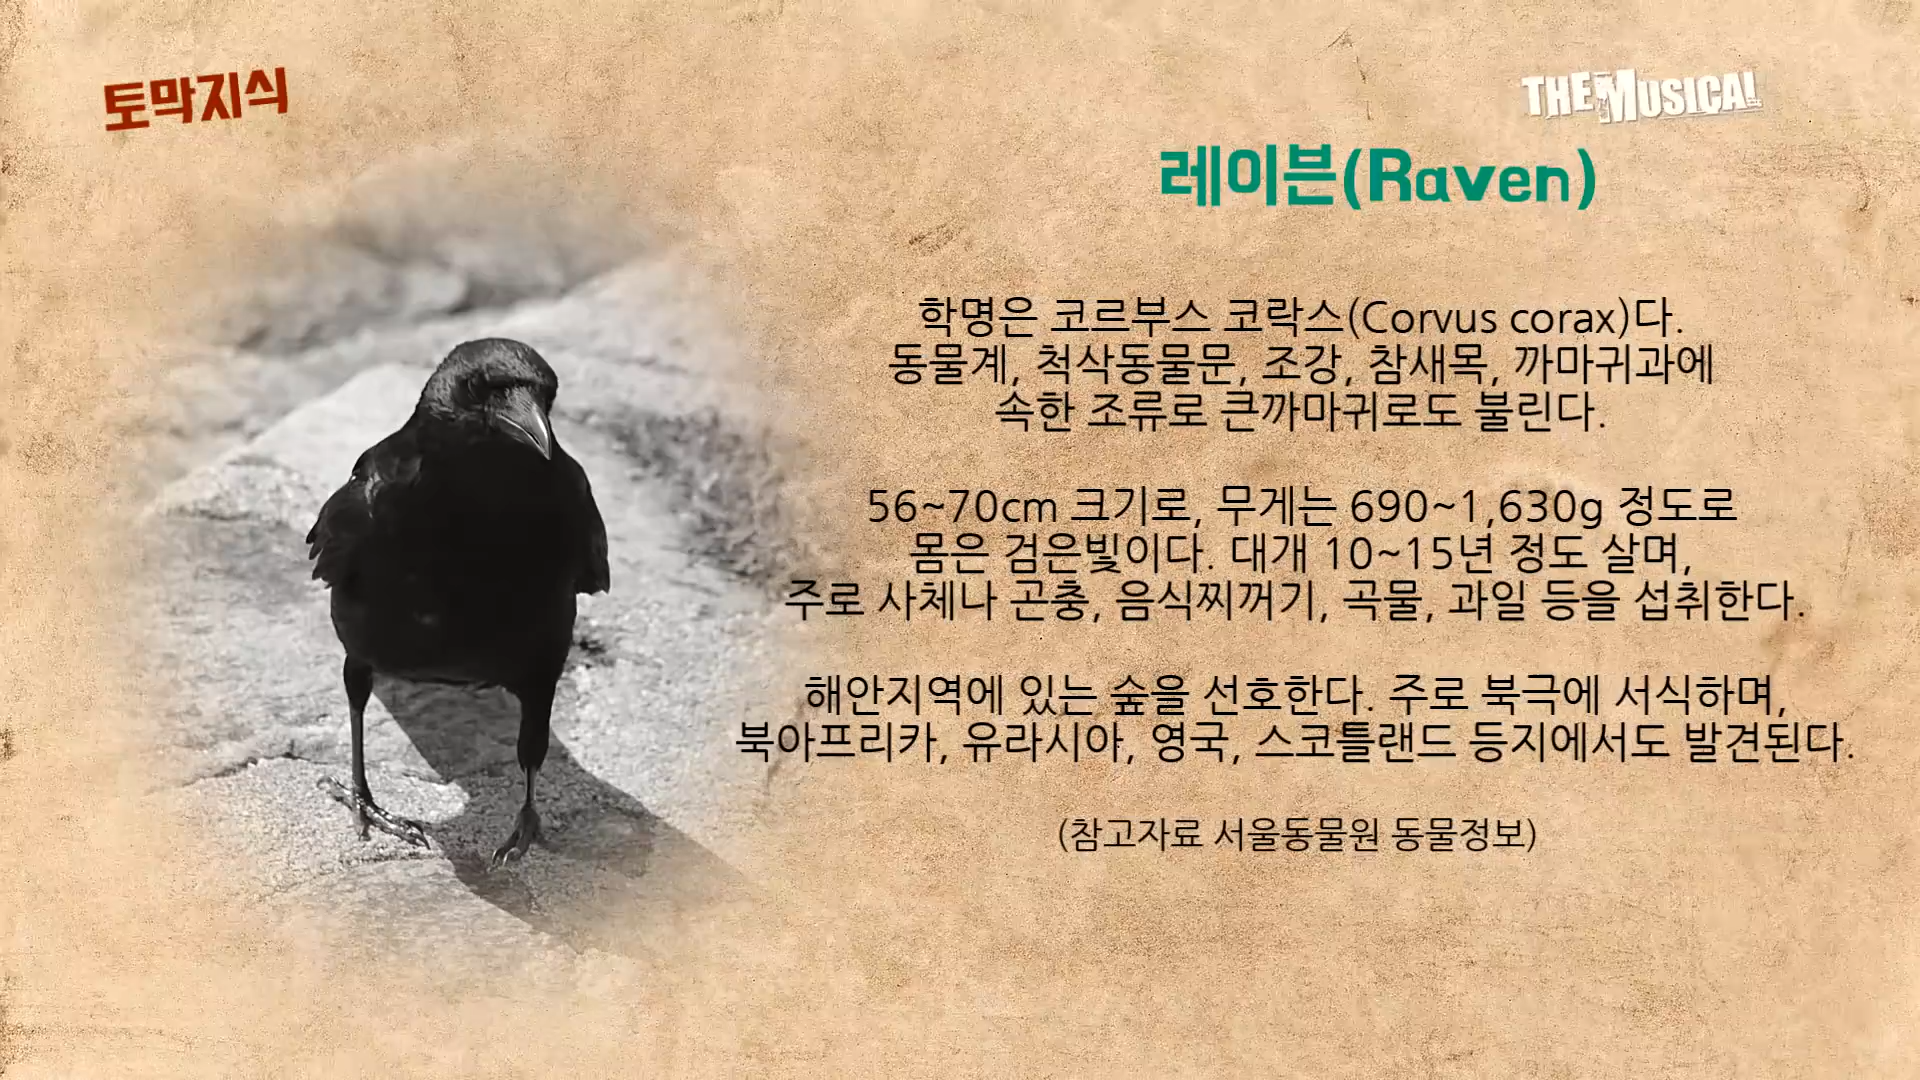 토막지식
THE MUSICAL
레이븐(Raven)
학명은 코르부스 코락스(Corvus corax)다.
동물계, 척삭동물문, 조강, 참새목, 까마귀과에
속한 조류로 큰까마귀로도 불린다.
56~70cm 크기로, 무게는 690~1,630g 정도로
몸은 검은빛이다. 대개 10~15년 정도 살며,
주로 사체나 곤충, 음식찌꺼기, 곡물, 과일 등을 섭취한다.
해안지역에 있는 숲을 선호한다. 주로 북극에 서식하며,
북아프리카, 유라시아, 영국, 스코틀랜드 등지에서도 발견된다.
(참고자료 서울동물원 동물정보)